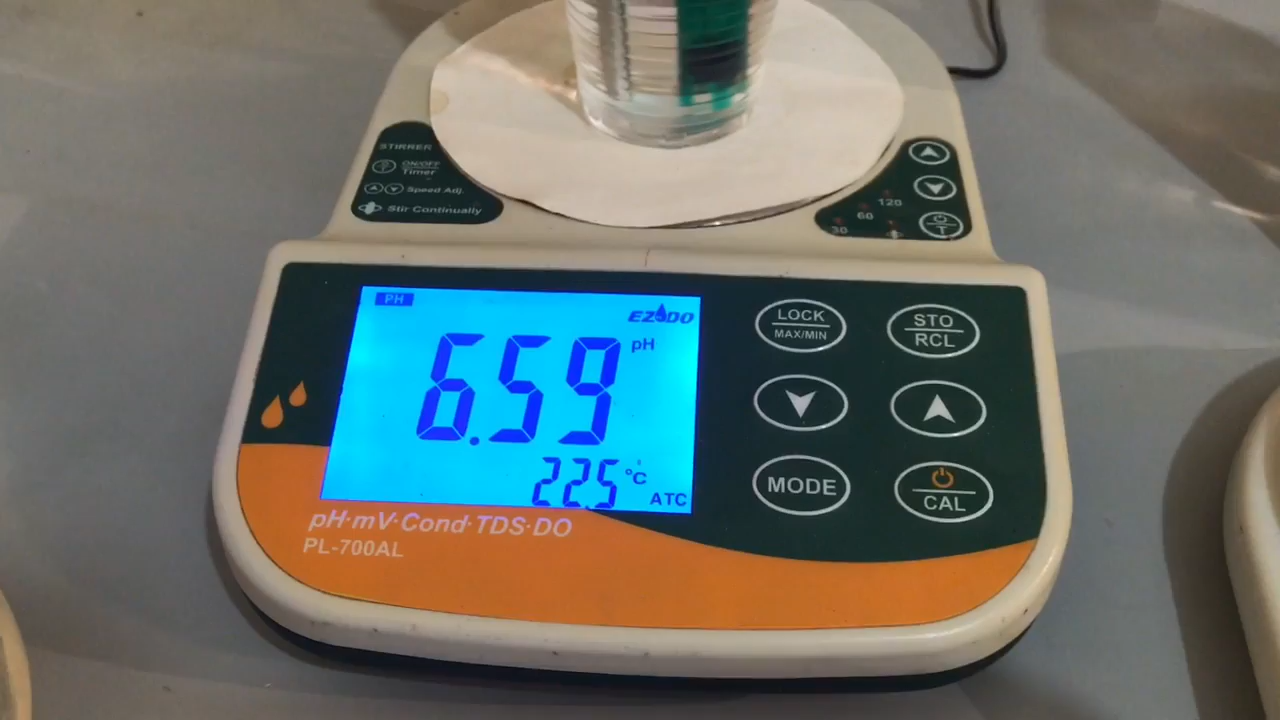 STIRRER
ON/OFF
Timer
Speed Adj.
Stir Continually
120
60
30
T
PH
EZDO
6.59 pH
22.5 °C
ATC
LOCK
MAX/MIN
STO
RCL
MODE
CAL
pH·mV·Cond·TDS·DO
PL-700AL